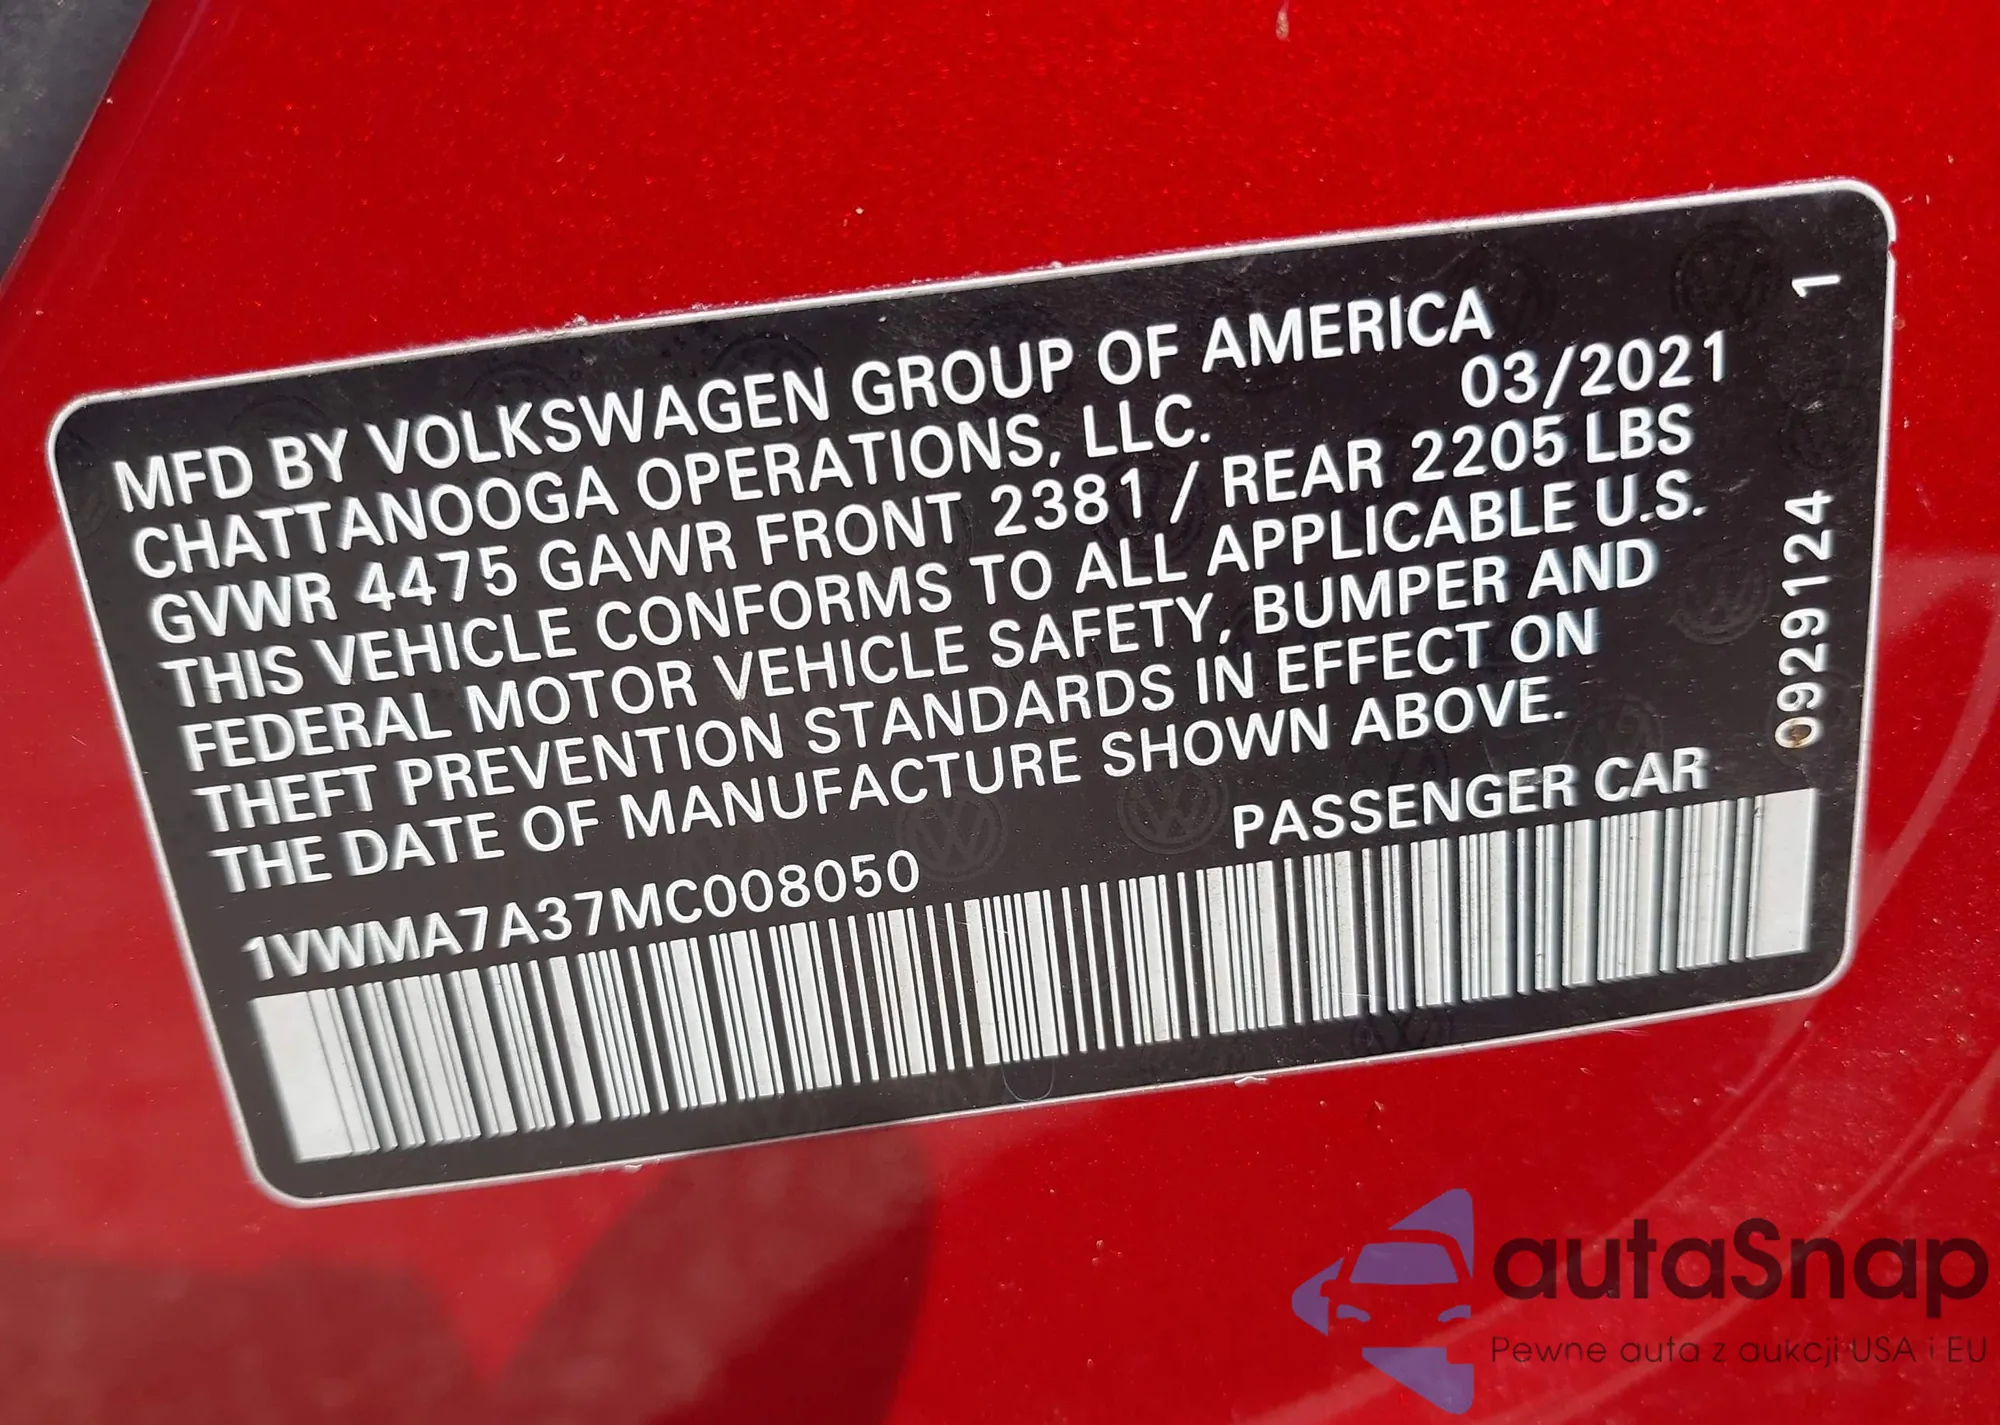 MFD BY VOLKSWAGEN GROUP OF AMERICA
CHATTANOOGA OPERATIONS, LLC. 03/2021
GVWR 4475 GAWR FRONT 2381 / REAR 2205 LBS
THIS VEHICLE CONFORMS TO ALL APPLICABLE U.S.
FEDERAL MOTOR VEHICLE SAFETY, BUMPER AND
THEFT PREVENTION STANDARDS IN EFFECT ON
THE DATE OF MANUFACTURE SHOWN ABOVE.
1VWMA7A37MC008050 PASSENGER CAR
0929124 1
autaSnap
Pewne auta z aukcji USA i EU